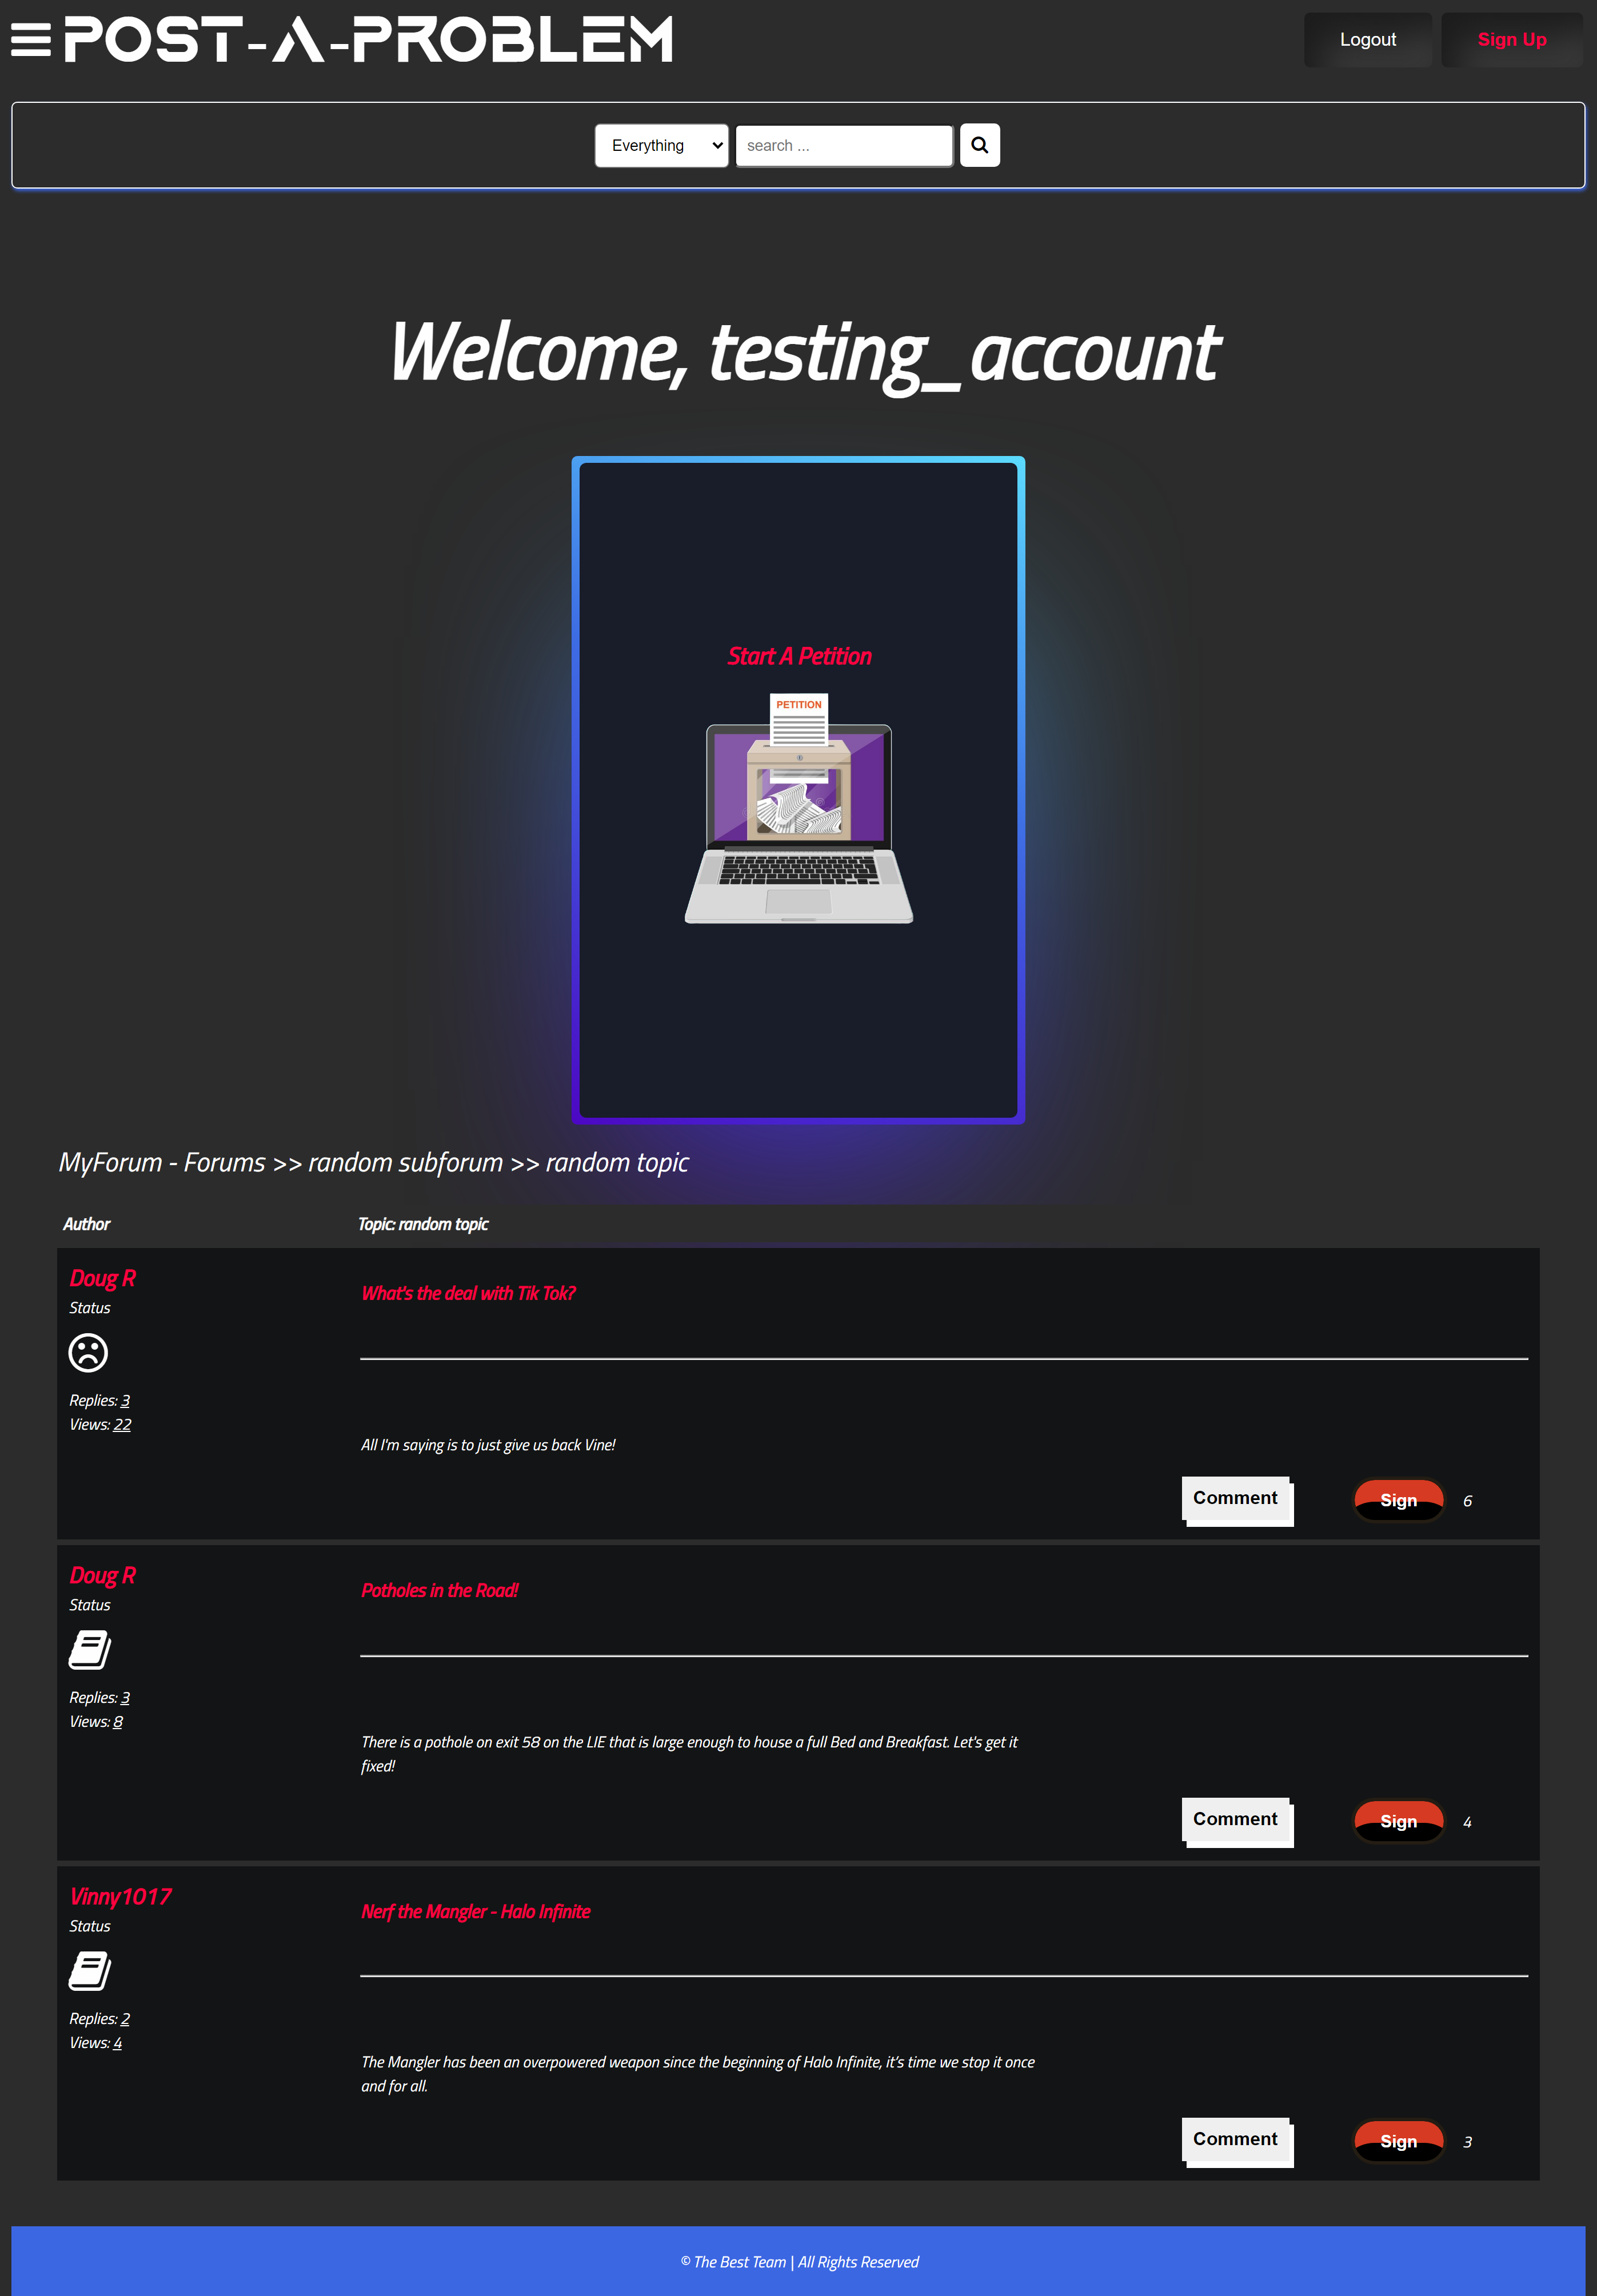 POST-A-PROBLEM
Logout
Sign Up
Everything
search ...
Welcome, testing_account
Start A Petition
PETITION
MyForum - Forums >> random subforum >> random topic
Author
Topic: random topic
Doug R
Status
Replies: 3
Views: 22
What's the deal with Tik Tok?
All I'm saying is to just give us back Vine!
Comment
Sign
6
Doug R
Status
Replies: 3
Views: 8
Potholes in the Road!
There is a pothole on exit 58 on the LIE that is large enough to house a full Bed and Breakfast. Let's get it
fixed!
Comment
Sign
4
Vinny1017
Status
Replies: 2
Views: 4
Nerf the Mangler - Halo Infinite
The Mangler has been an overpowered weapon since the beginning of Halo Infinite, it's time we stop it once
and for all.
Comment
Sign
3
© The Best Team | All Rights Reserved